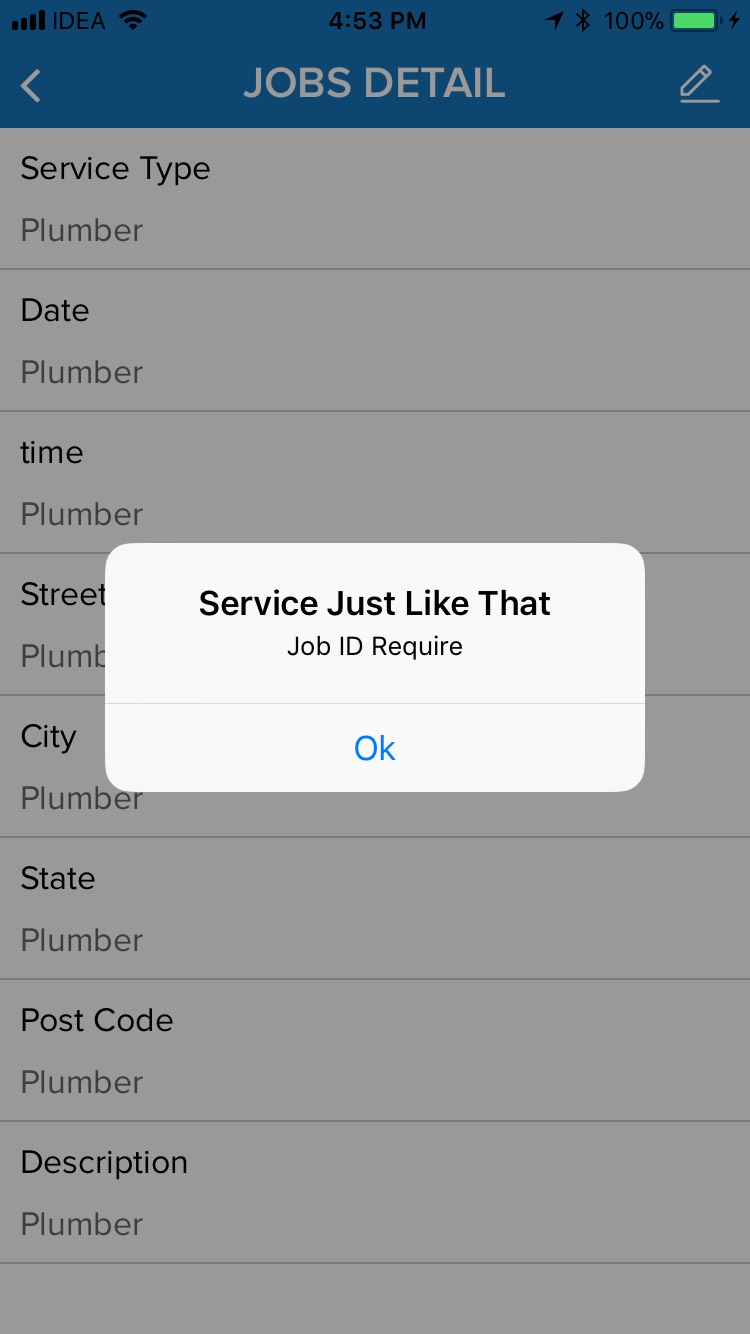 IDEA 4:53 PM 100%
JOBS DETAIL
Service Type
Plumber
Date
Plumber
time
Plumber
Street
Plumb
Service Just Like That
Job ID Require
Ok
City
Plumber
State
Plumber
Post Code
Plumber
Description
Plumber